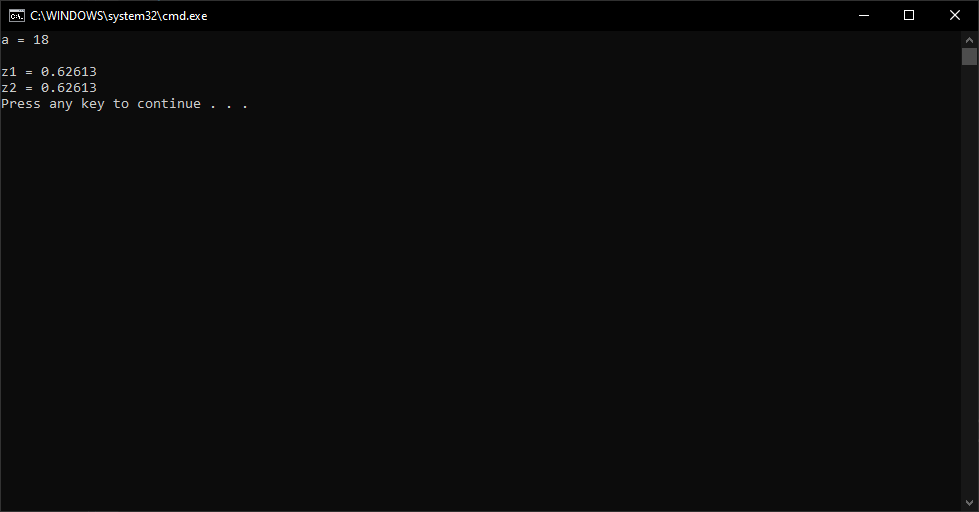 C:\WINDOWS\system32\cmd.exe
a = 18
z1 = 0.62613
z2 = 0.62613
Press any key to continue . . .